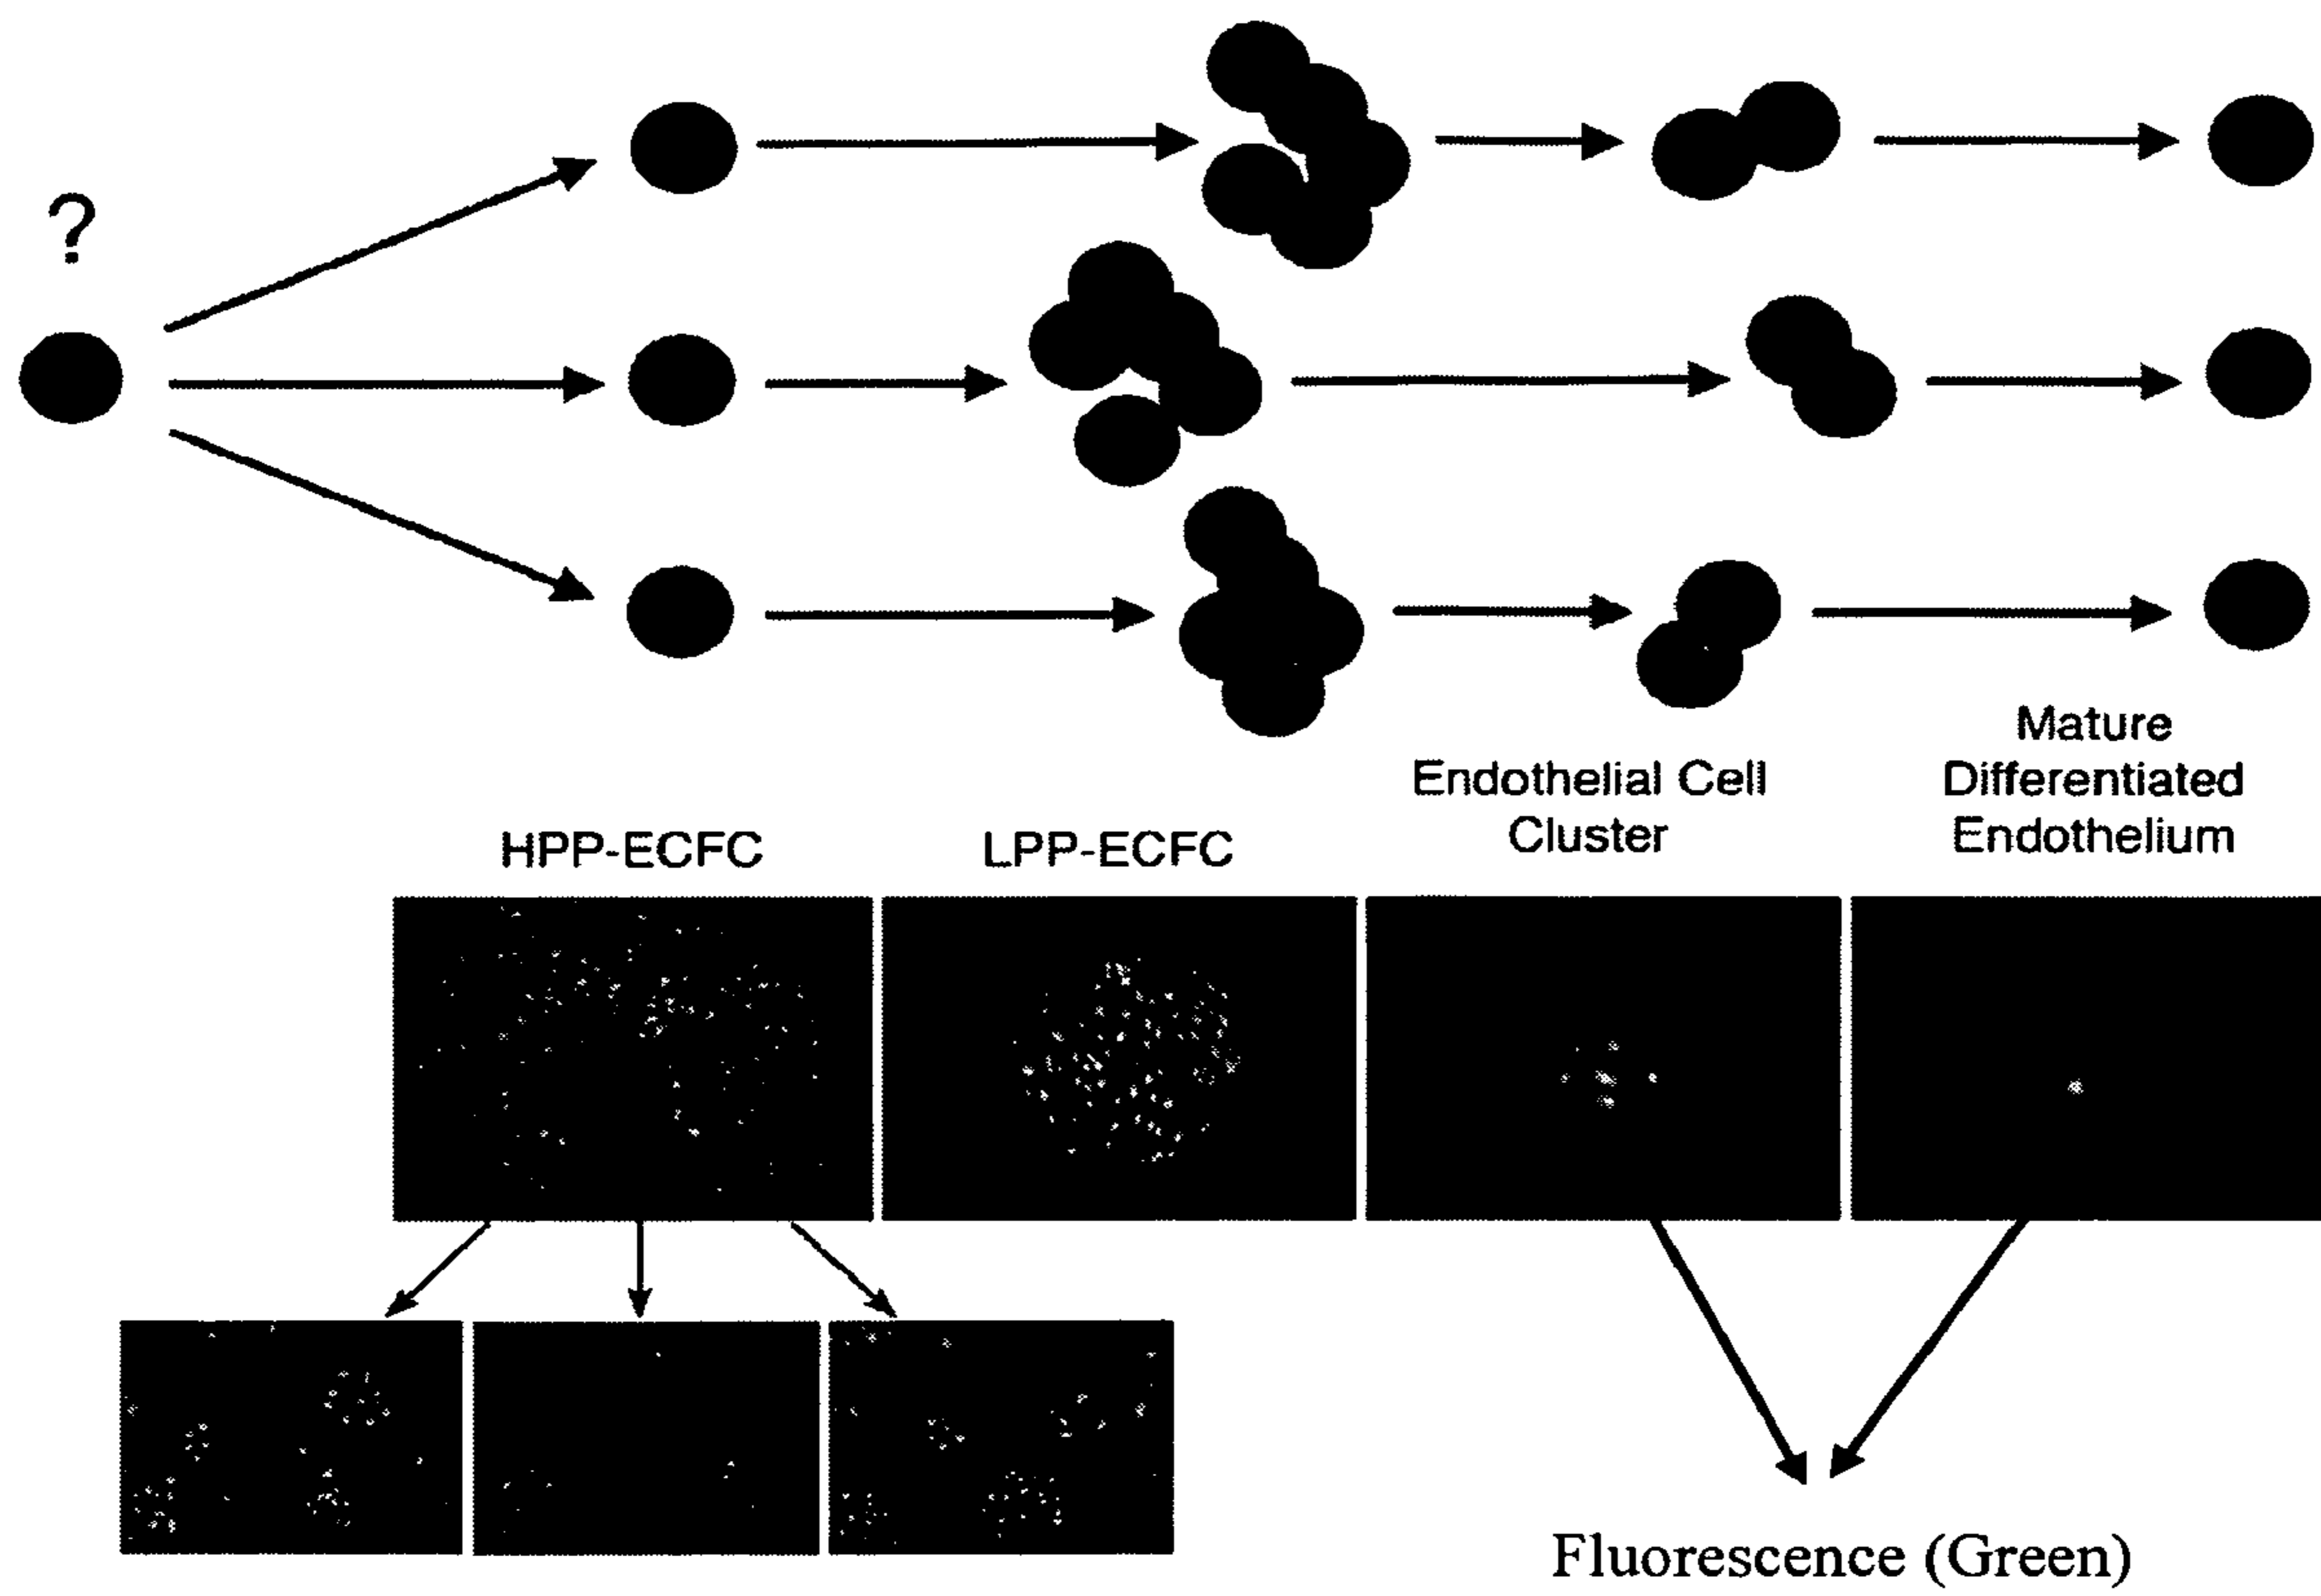 ?
HPP-ECFC
LPP-ECFC
Endothelial Cell
Cluster
Mature
Differentiated
Endothelium
Fluorescence (Green)